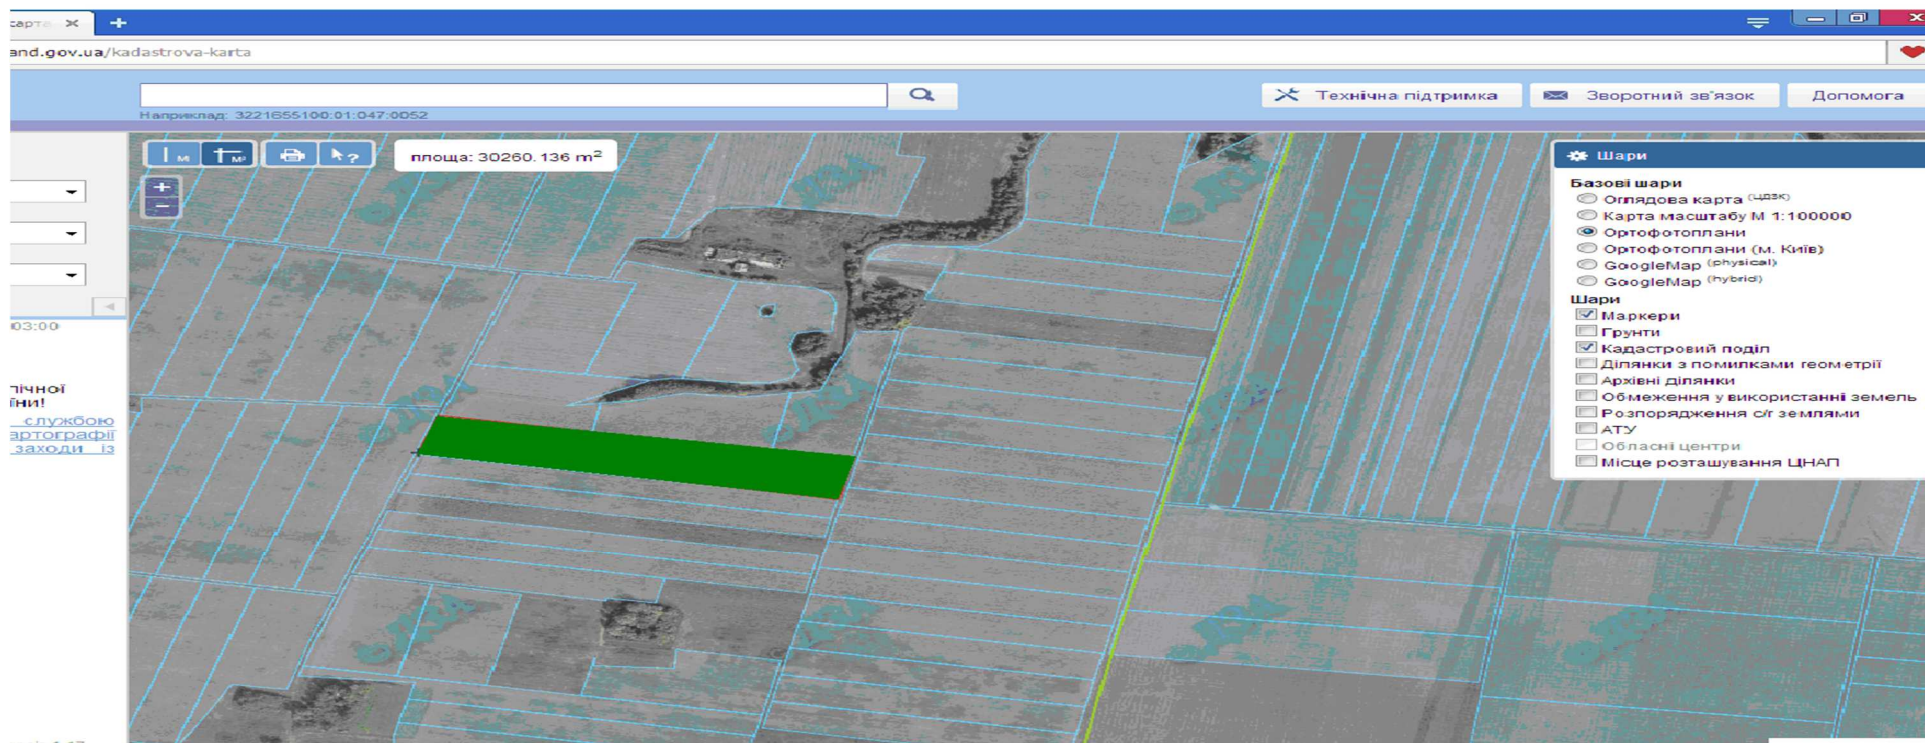 карта
and.gov.ua/kadastrova-karta
Технічна підтримка
Зворотний зв'язок
Допомога
Наприклад: 3221655100:01:047:0052
площа: 30260.136 m²
Шари
Базові шари
Оглядова карта (ЦДЗК)
Карта масштабу М 1:100000
Ортофотоплани
Ортофотоплани (м. Київ)
GoogleMap (physical)
GoogleMap (hybrid)
Шари
Маркери
Грунти
Кадастровий поділ
Ділянки з помилками геометрії
Архівні ділянки
Обмеження у використанні земель
Розпорядження с/г землями
АТУ
Обласні центри
Місце розташування ЦНАП
03:00
пічної
їни!
службою
артографії
заходи із